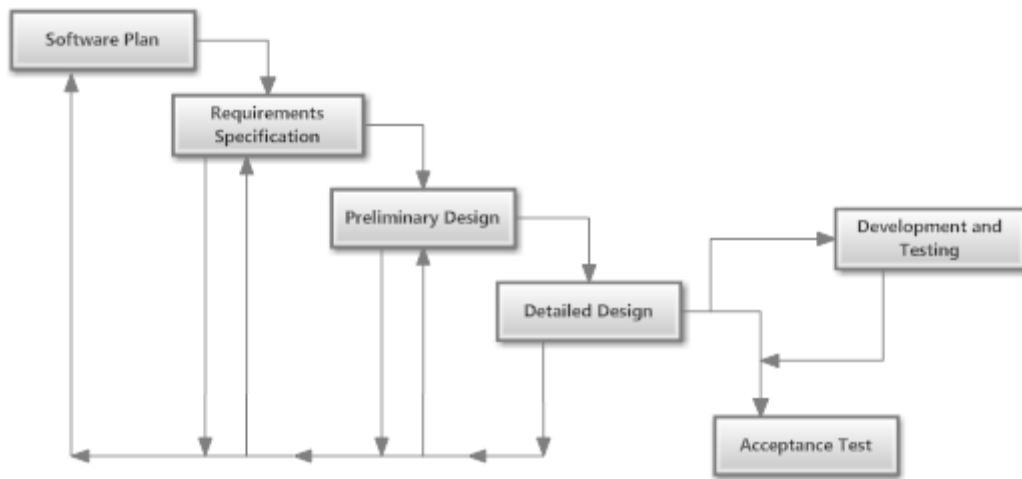 Software Plan
Requirements
Specification
Preliminary Design
Development and
Testing
Detailed Design
Acceptance Test